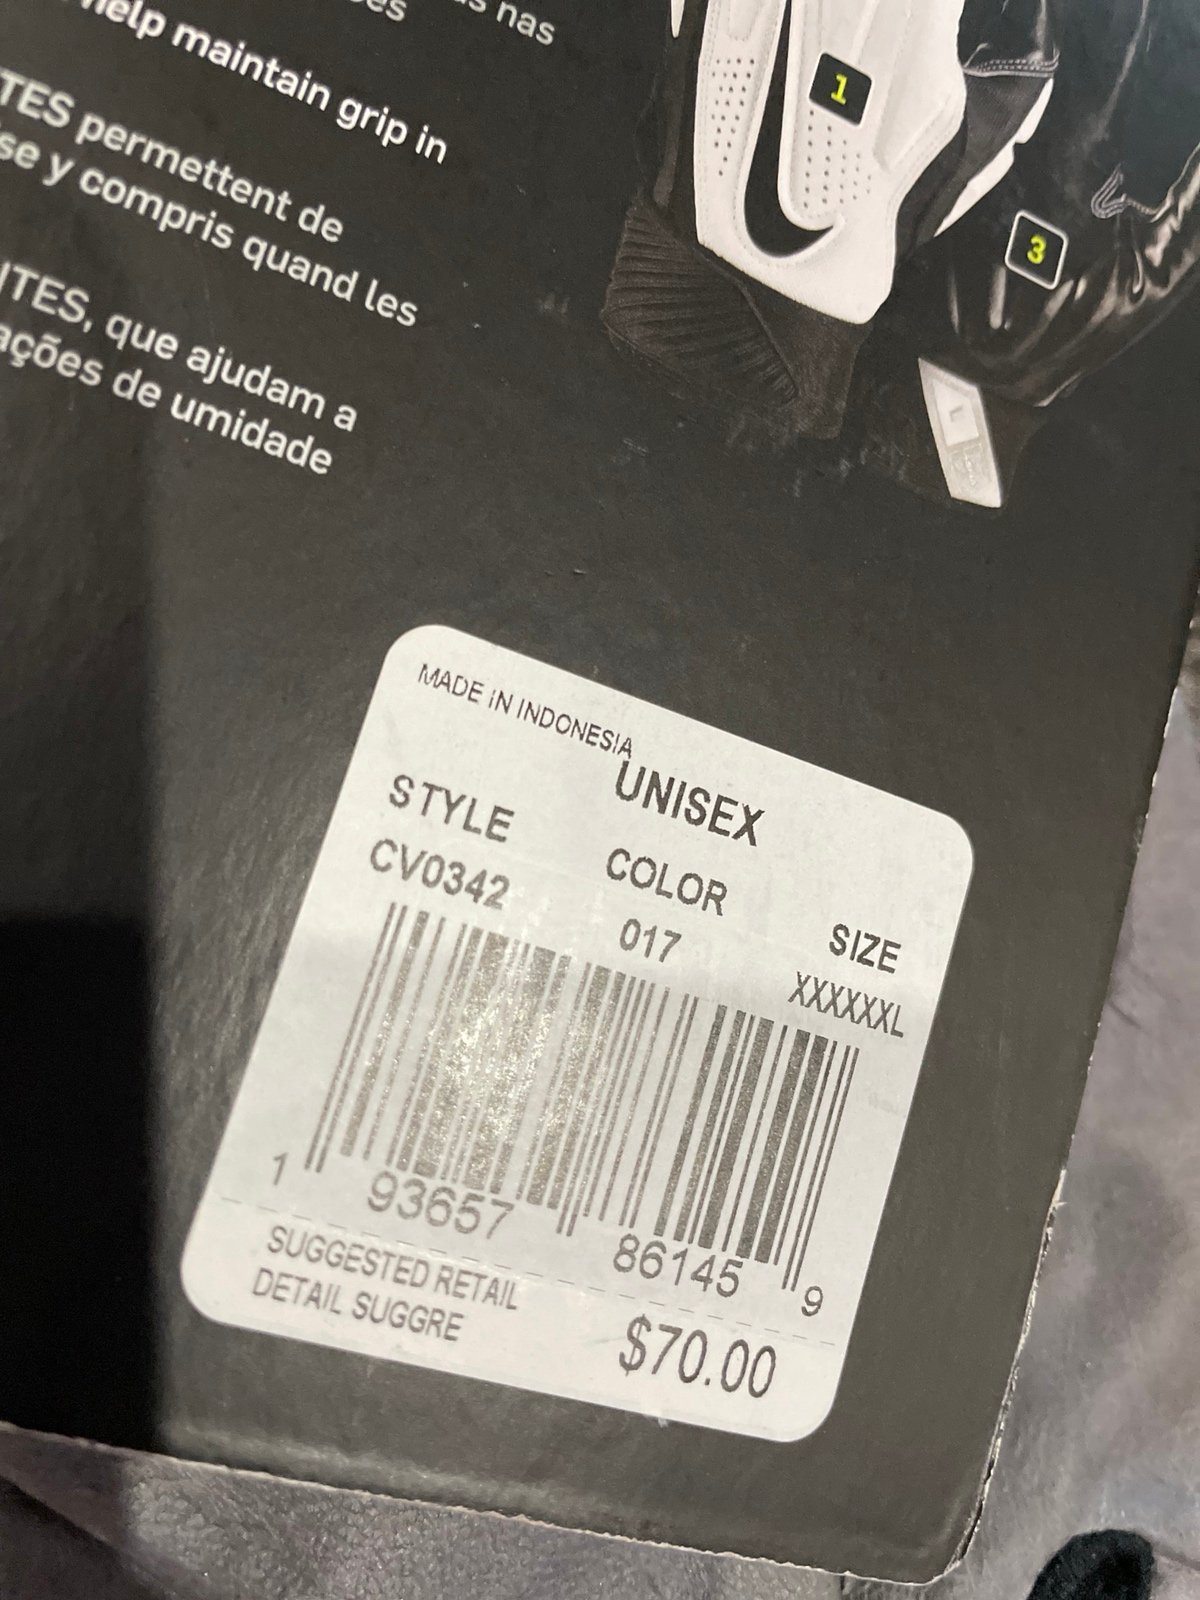 nas
help maintain grip in
TES permettent de
se y compris quand les
ITES, que ajudam a
ações de umidade
1
3
L
MADE IN INDONESIA
UNISEX
STYLE COLOR SIZE
CV0342 017 XXXXXXL
1 93657 86145 9
SUGGESTED RETAIL
DETAIL SUGGRE
$70.00